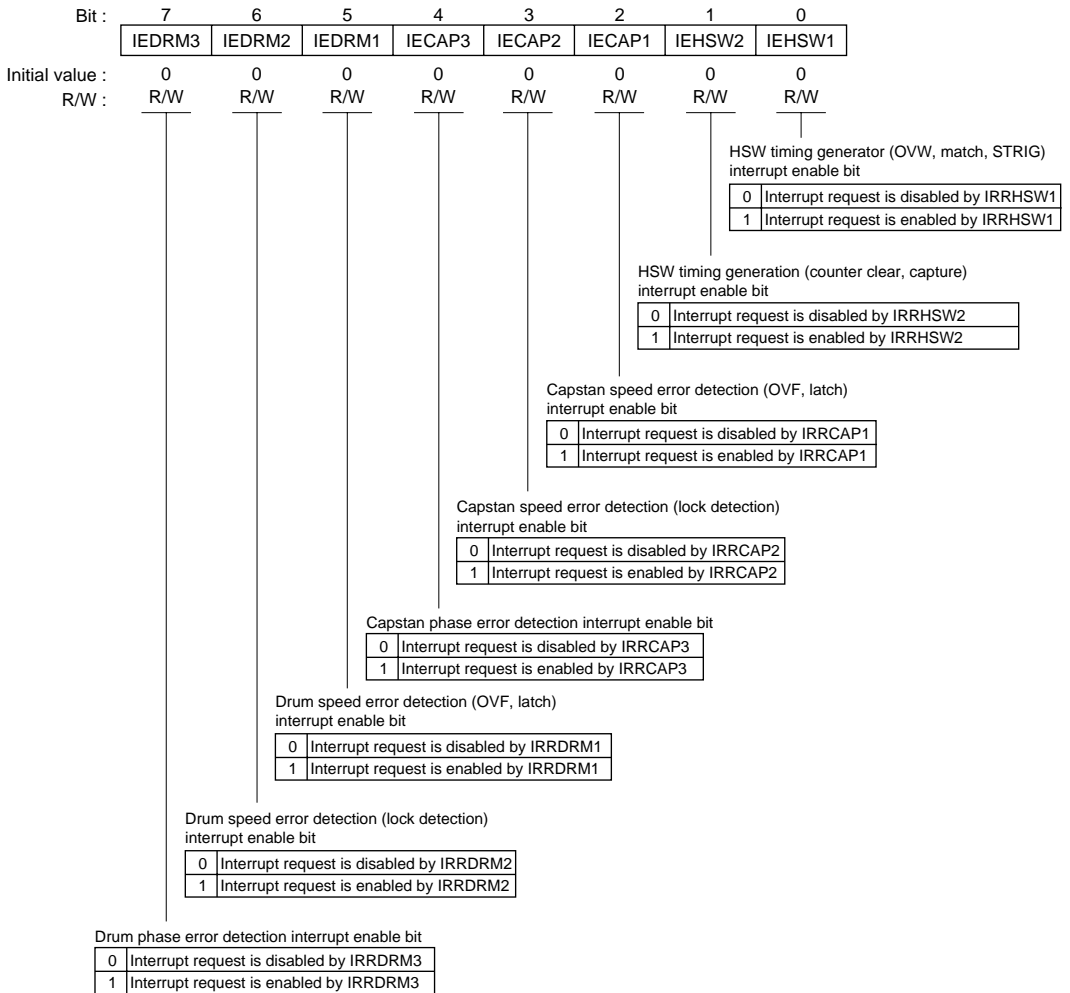 Bit : 7 6 5 4 3 2 1 0
IEDRM3 IEDRM2 IEDRM1 IECAP3 IECAP2 IECAP1 IEHSW2 IEHSW1
Initial value : 0 0 0 0 0 0 0 0
R/W : R/W R/W R/W R/W R/W R/W R/W R/W
HSW timing generator (OVW, match, STRIG)
interrupt enable bit
0 Interrupt request is disabled by IRRHSW1
1 Interrupt request is enabled by IRRHSW1
HSW timing generation (counter clear, capture)
interrupt enable bit
0 Interrupt request is disabled by IRRHSW2
1 Interrupt request is enabled by IRRHSW2
Capstan speed error detection (OVF, latch)
interrupt enable bit
0 Interrupt request is disabled by IRRCAP1
1 Interrupt request is enabled by IRRCAP1
Capstan speed error detection (lock detection)
interrupt enable bit
0 Interrupt request is disabled by IRRCAP2
1 Interrupt request is enabled by IRRCAP2
Capstan phase error detection interrupt enable bit
0 Interrupt request is disabled by IRRCAP3
1 Interrupt request is enabled by IRRCAP3
Drum speed error detection (OVF, latch)
interrupt enable bit
0 Interrupt request is disabled by IRRDRM1
1 Interrupt request is enabled by IRRDRM1
Drum speed error detection (lock detection)
interrupt enable bit
0 Interrupt request is disabled by IRRDRM2
1 Interrupt request is enabled by IRRDRM2
Drum phase error detection interrupt enable bit
0 Interrupt request is disabled by IRRDRM3
1 Interrupt request is enabled by IRRDRM3